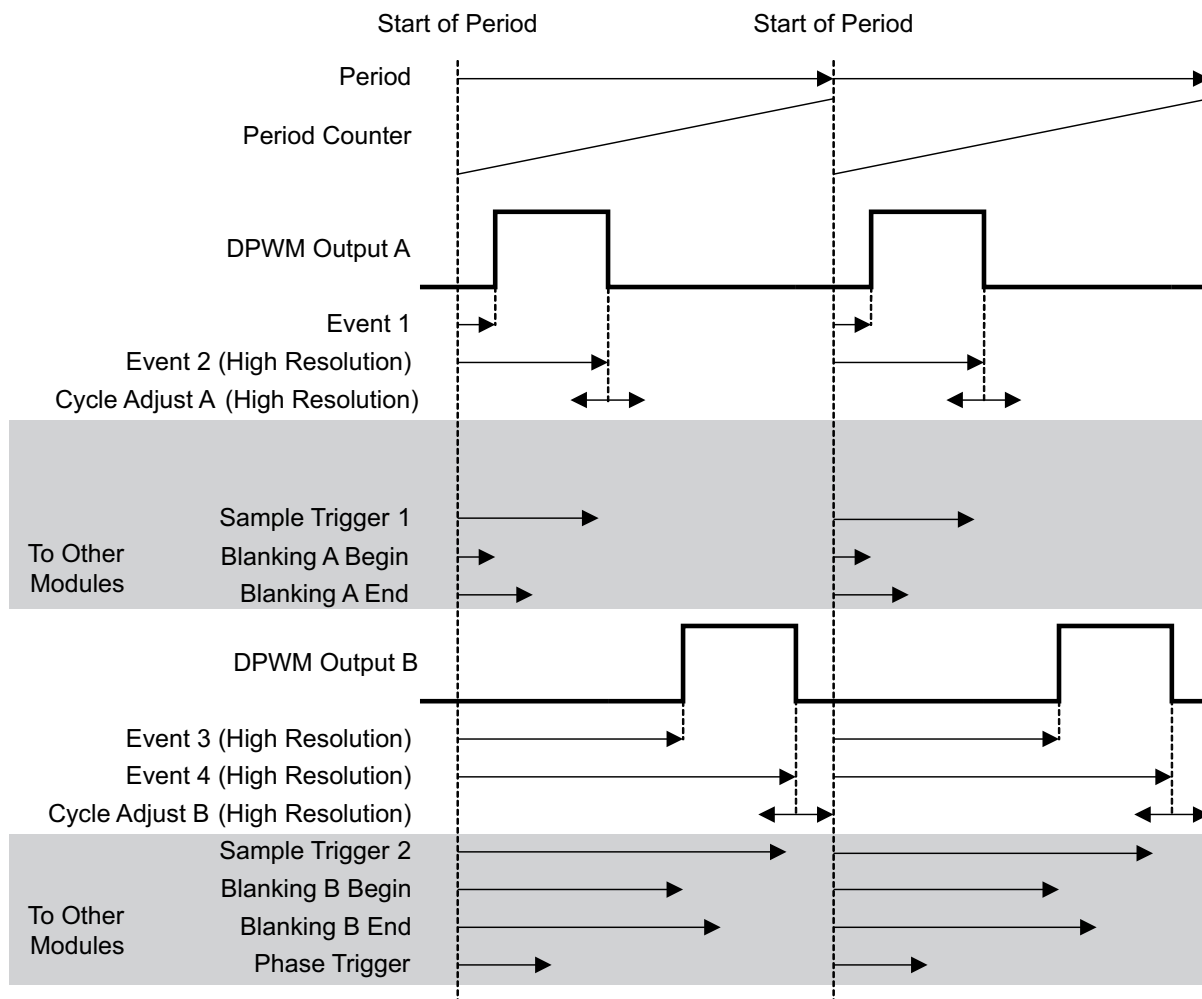 Start of Period
Start of Period
Period
Period Counter
DPWM Output A
Event 1
Event 2 (High Resolution)
Cycle Adjust A (High Resolution)
To Other
Modules
Sample Trigger 1
Blanking A Begin
Blanking A End
DPWM Output B
Event 3 (High Resolution)
Event 4 (High Resolution)
Cycle Adjust B (High Resolution)
To Other
Modules
Sample Trigger 2
Blanking B Begin
Blanking B End
Phase Trigger